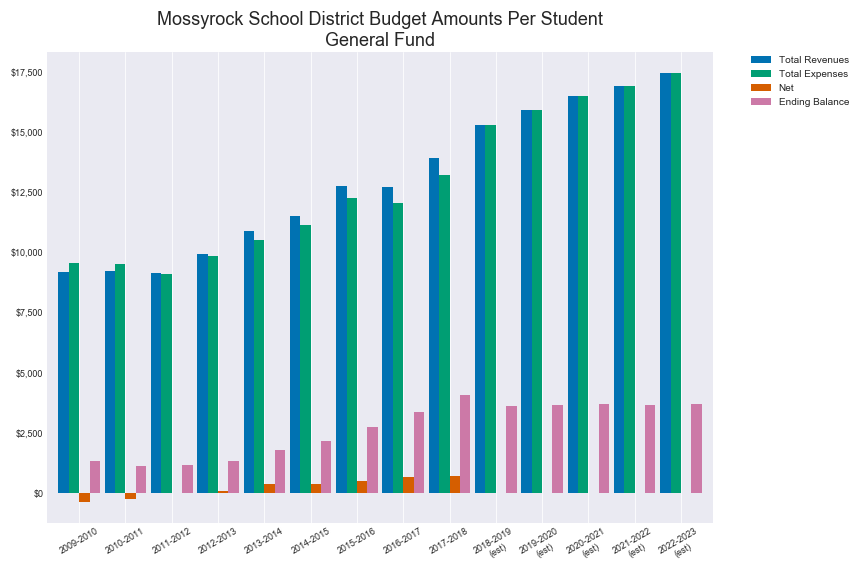 Mossyrock School District Budget Amounts Per Student
General Fund
Total Revenues
Total Expenses
Net
Ending Balance
$17,500
$15,000
$12,500
$10,000
$7,500
$5,000
$2,500
$0
2009-2010
2010-2011
2011-2012
2012-2013
2013-2014
2014-2015
2015-2016
2016-2017
2017-2018
2018-2019
(est)
2019-2020
(est)
2020-2021
(est)
2021-2022
(est)
2022-2023
(est)